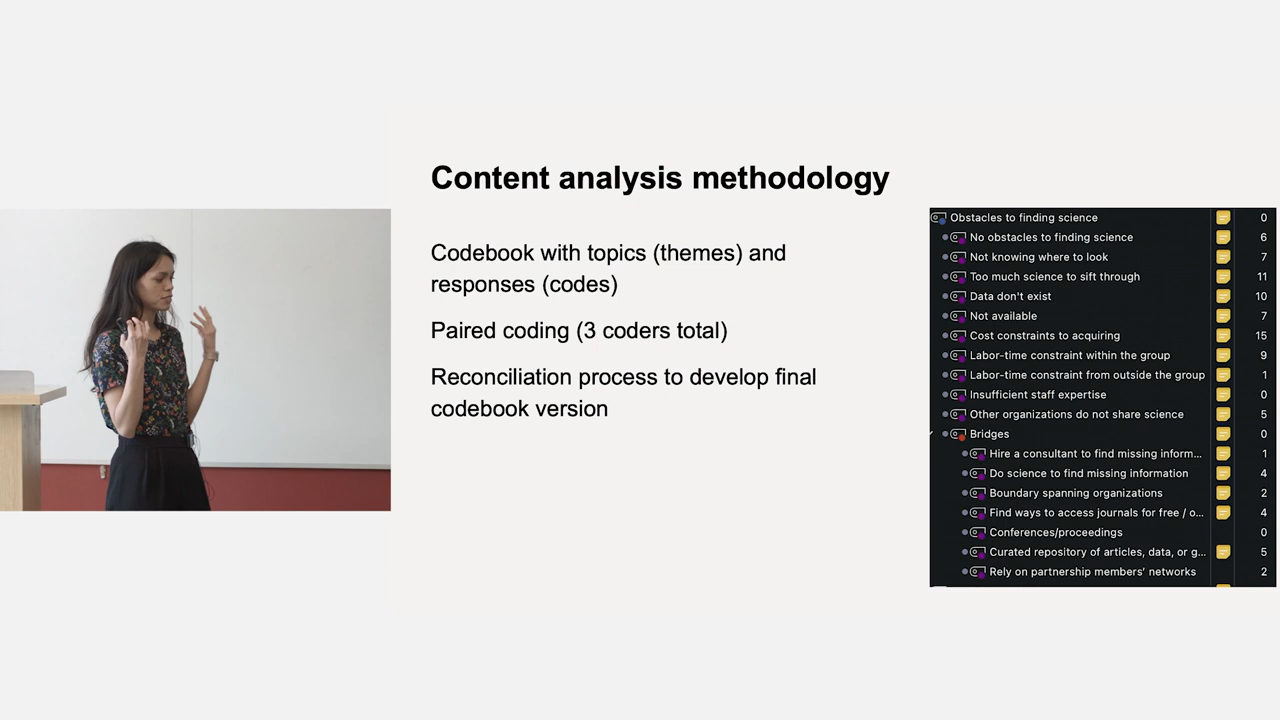 Content analysis methodology
Codebook with topics (themes) and
responses (codes)
Paired coding (3 coders total)
Reconciliation process to develop final
codebook version
Obstacles to finding science 0
No obstacles to finding science 6
Not knowing where to look 7
Too much science to sift through 11
Data don't exist 10
Not available 7
Cost constraints to acquiring 15
Labor-time constraint within the group 9
Labor-time constraint from outside the group 1
Insufficient staff expertise 0
Other organizations do not share science 5
Bridges 0
Hire a consultant to find missing inform... 1
Do science to find missing information 4
Boundary spanning organizations 2
Find ways to access journals for free / o... 4
Conferences/proceedings 0
Curated repository of articles, data, or g... 5
Rely on partnership members' networks 2